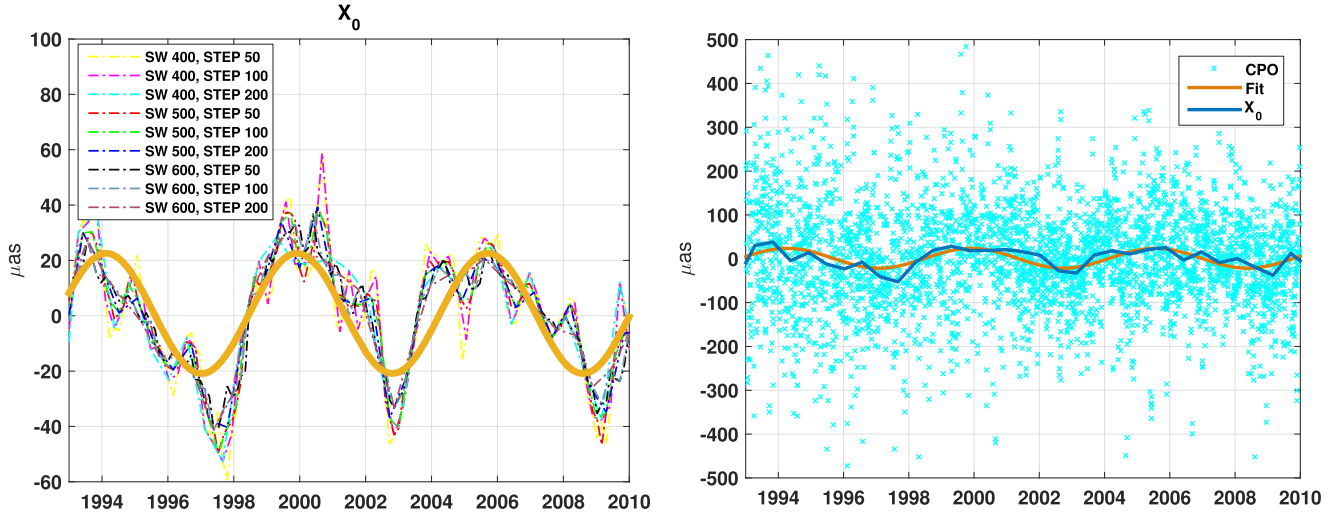 X0
100
80
60
40
20
0
-20
-40
-60
μas
1994 1996 1998 2000 2002 2004 2006 2008 2010
SW 400, STEP 50
SW 400, STEP 100
SW 400, STEP 200
SW 500, STEP 50
SW 500, STEP 100
SW 500, STEP 200
SW 600, STEP 50
SW 600, STEP 100
SW 600, STEP 200
500
400
300
200
100
0
-100
-200
-300
-400
-500
μas
1994 1996 1998 2000 2002 2004 2006 2008 2010
CPO
Fit
X0